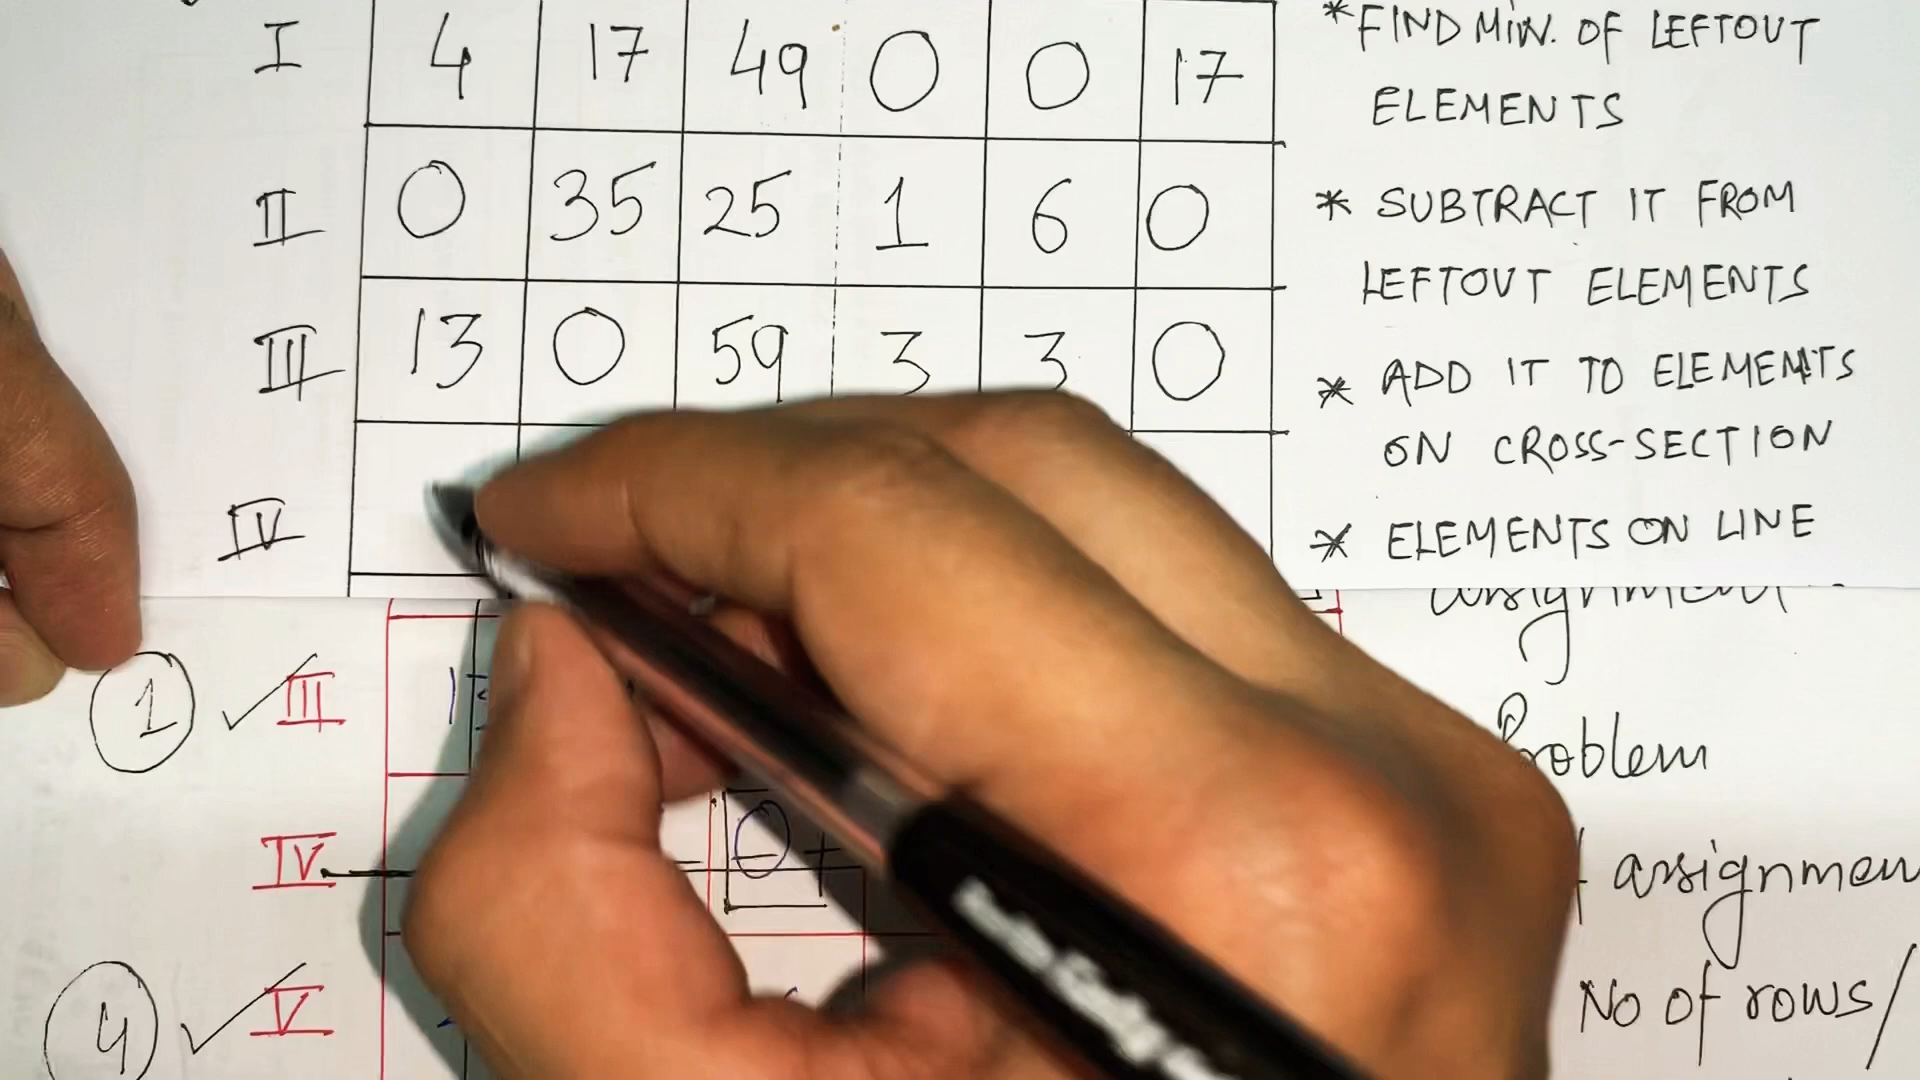 I 4 17 49 0 0 17
II 0 35 25 1 6 0
III 13 0 59 3 3 0
IV
* FIND MIN. OF LEFTOUT
ELEMENTS
* SUBTRACT IT FROM
LEFTOUT ELEMENTS
* ADD IT TO ELEMENTS
ON CROSS-SECTION
* ELEMENTS ON LINE
assignment
1 ✓ III
Problem
IV 0 +
assignmen
4 ✓ V
No of rows/